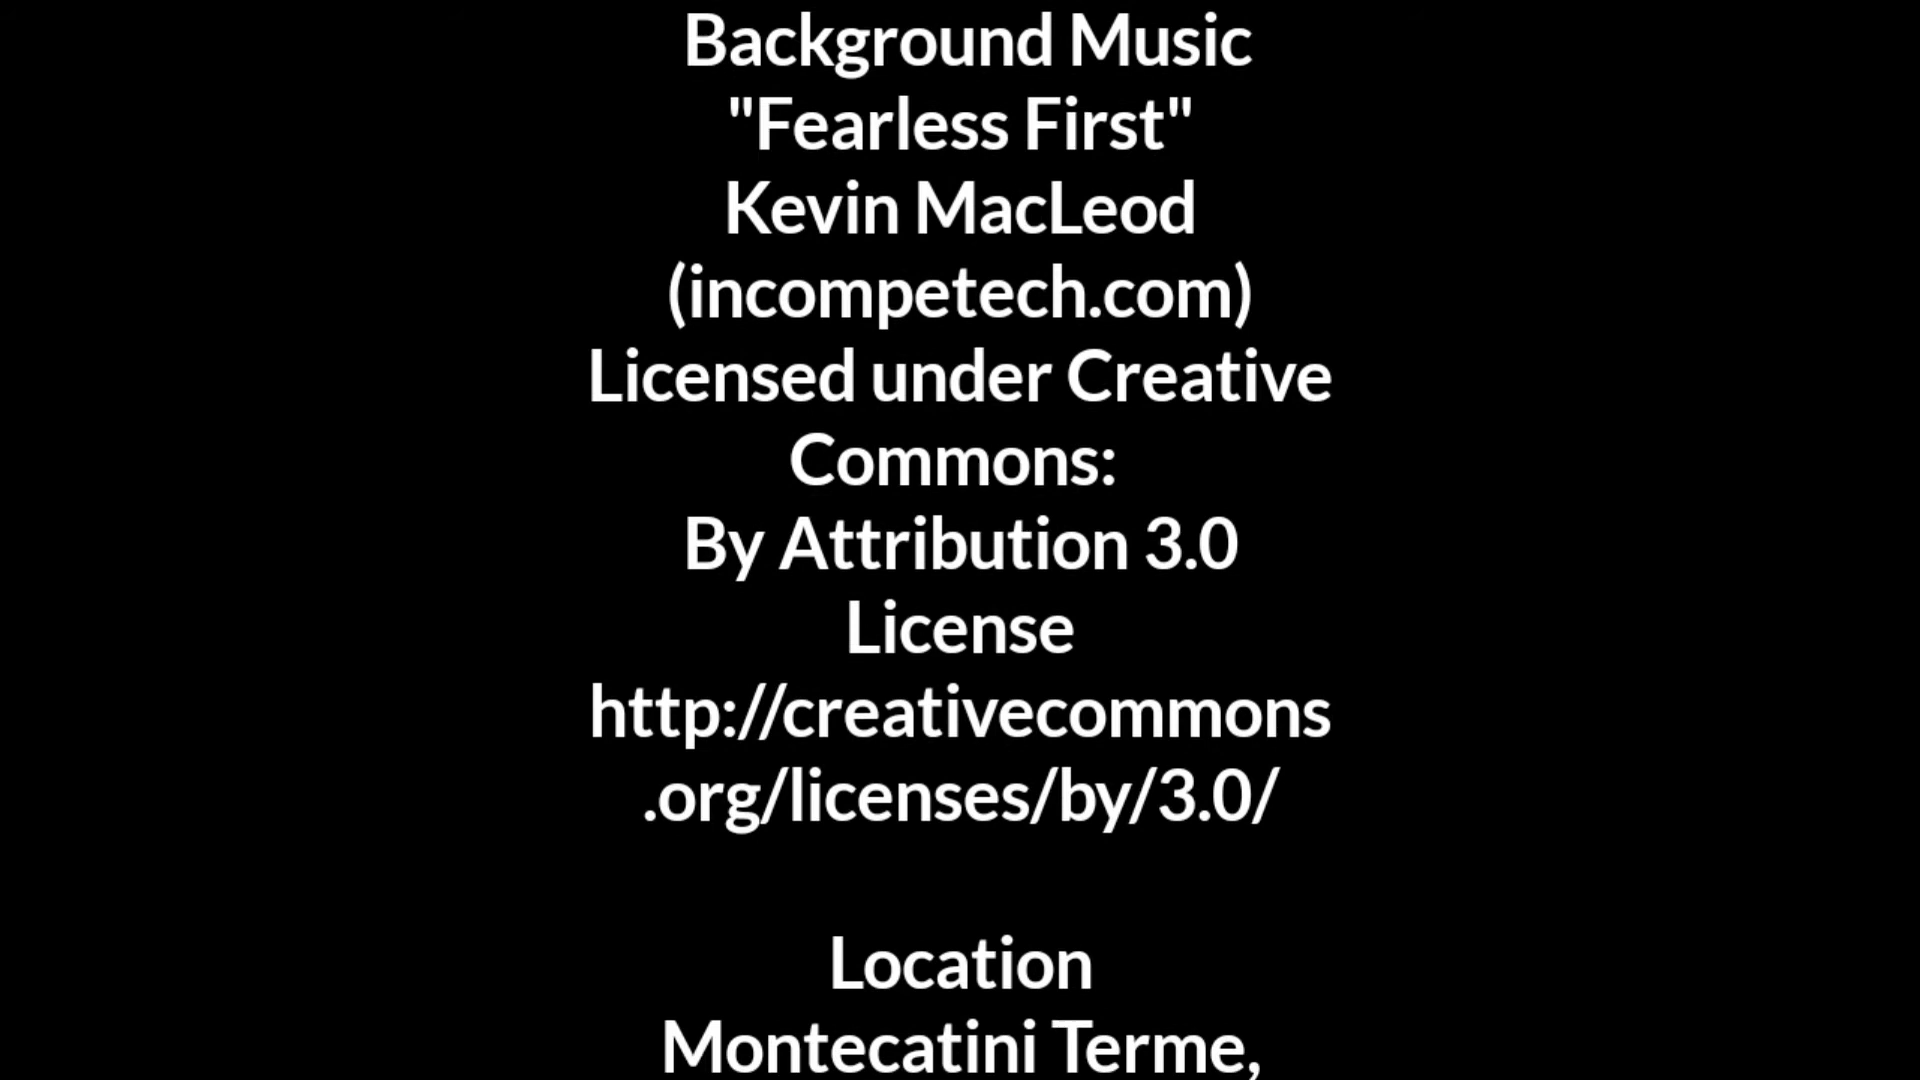 Background Music
"Fearless First"
Kevin MacLeod
(incompetech.com)
Licensed under Creative
Commons:
By Attribution 3.0
License
http://creativecommons
.org/licenses/by/3.0/
Location
Montecatini Terme,